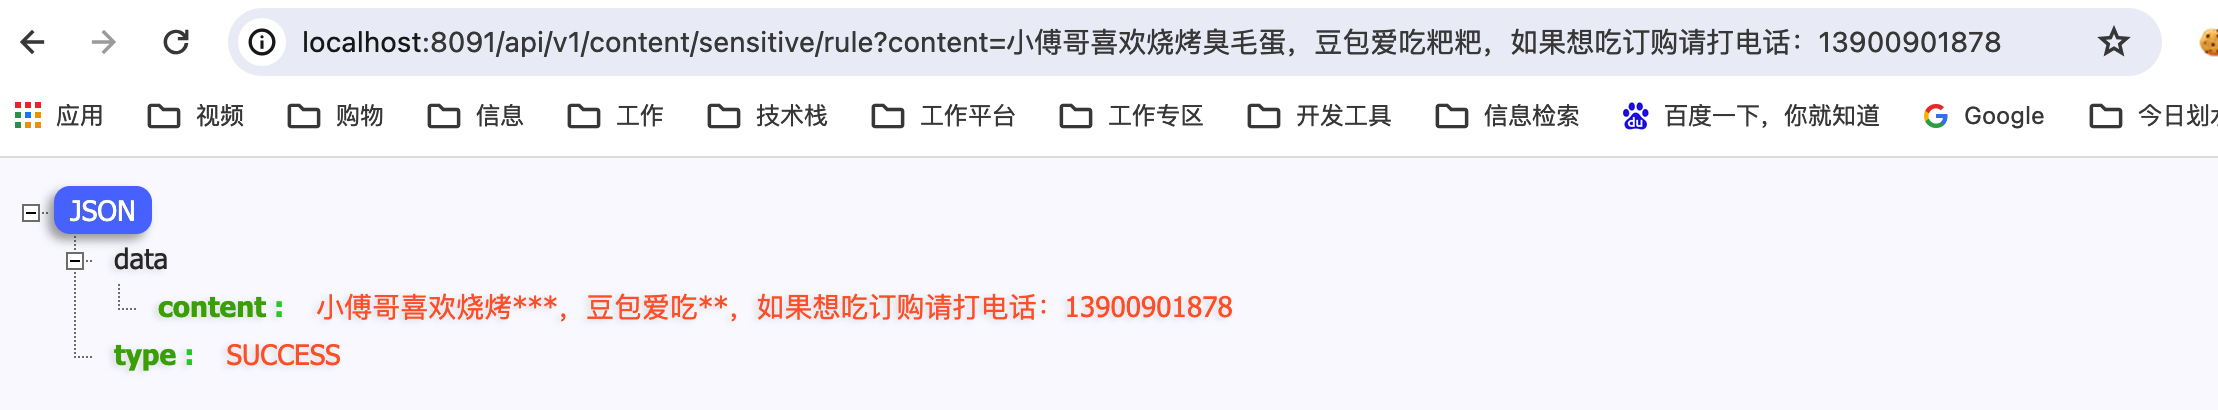 localhost:8091/api/v1/content/sensitive/rule?content=小傅哥喜欢烧烤臭毛蛋，豆包爱吃粑粑，如果想吃订购请打电话：13900901878
应用 视频 购物 信息 工作 技术栈 工作平台 工作专区 开发工具 信息检索 百度一下，你就知道 Google 今日划
JSON
data
content : 小傅哥喜欢烧烤***，豆包爱吃**，如果想吃订购请打电话：13900901878
type : SUCCESS